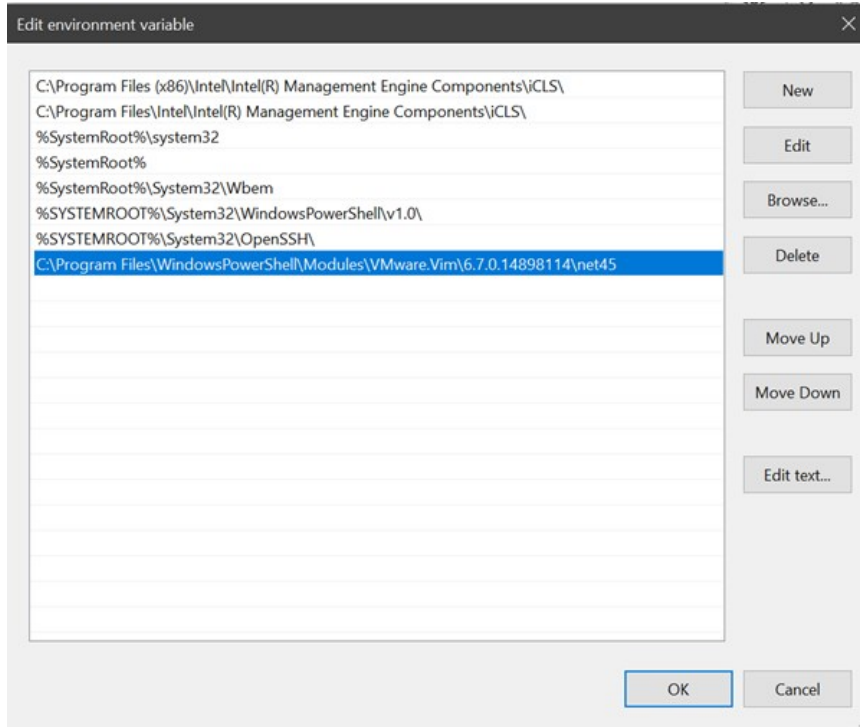 Edit environment variable
C:\Program Files (x86)\Intel\Intel(R) Management Engine Components\iCLS\
C:\Program Files\Intel\Intel(R) Management Engine Components\iCLS\
%SystemRoot%\system32
%SystemRoot%
%SystemRoot%\System32\Wbem
%SYSTEMROOT%\System32\WindowsPowerShell\v1.0\
%SYSTEMROOT%\System32\OpenSSH\
C:\Program Files\WindowsPowerShell\Modules\VMware.Vim\6.7.0.14898114\net45
New
Edit
Browse...
Delete
Move Up
Move Down
Edit text...
OK
Cancel